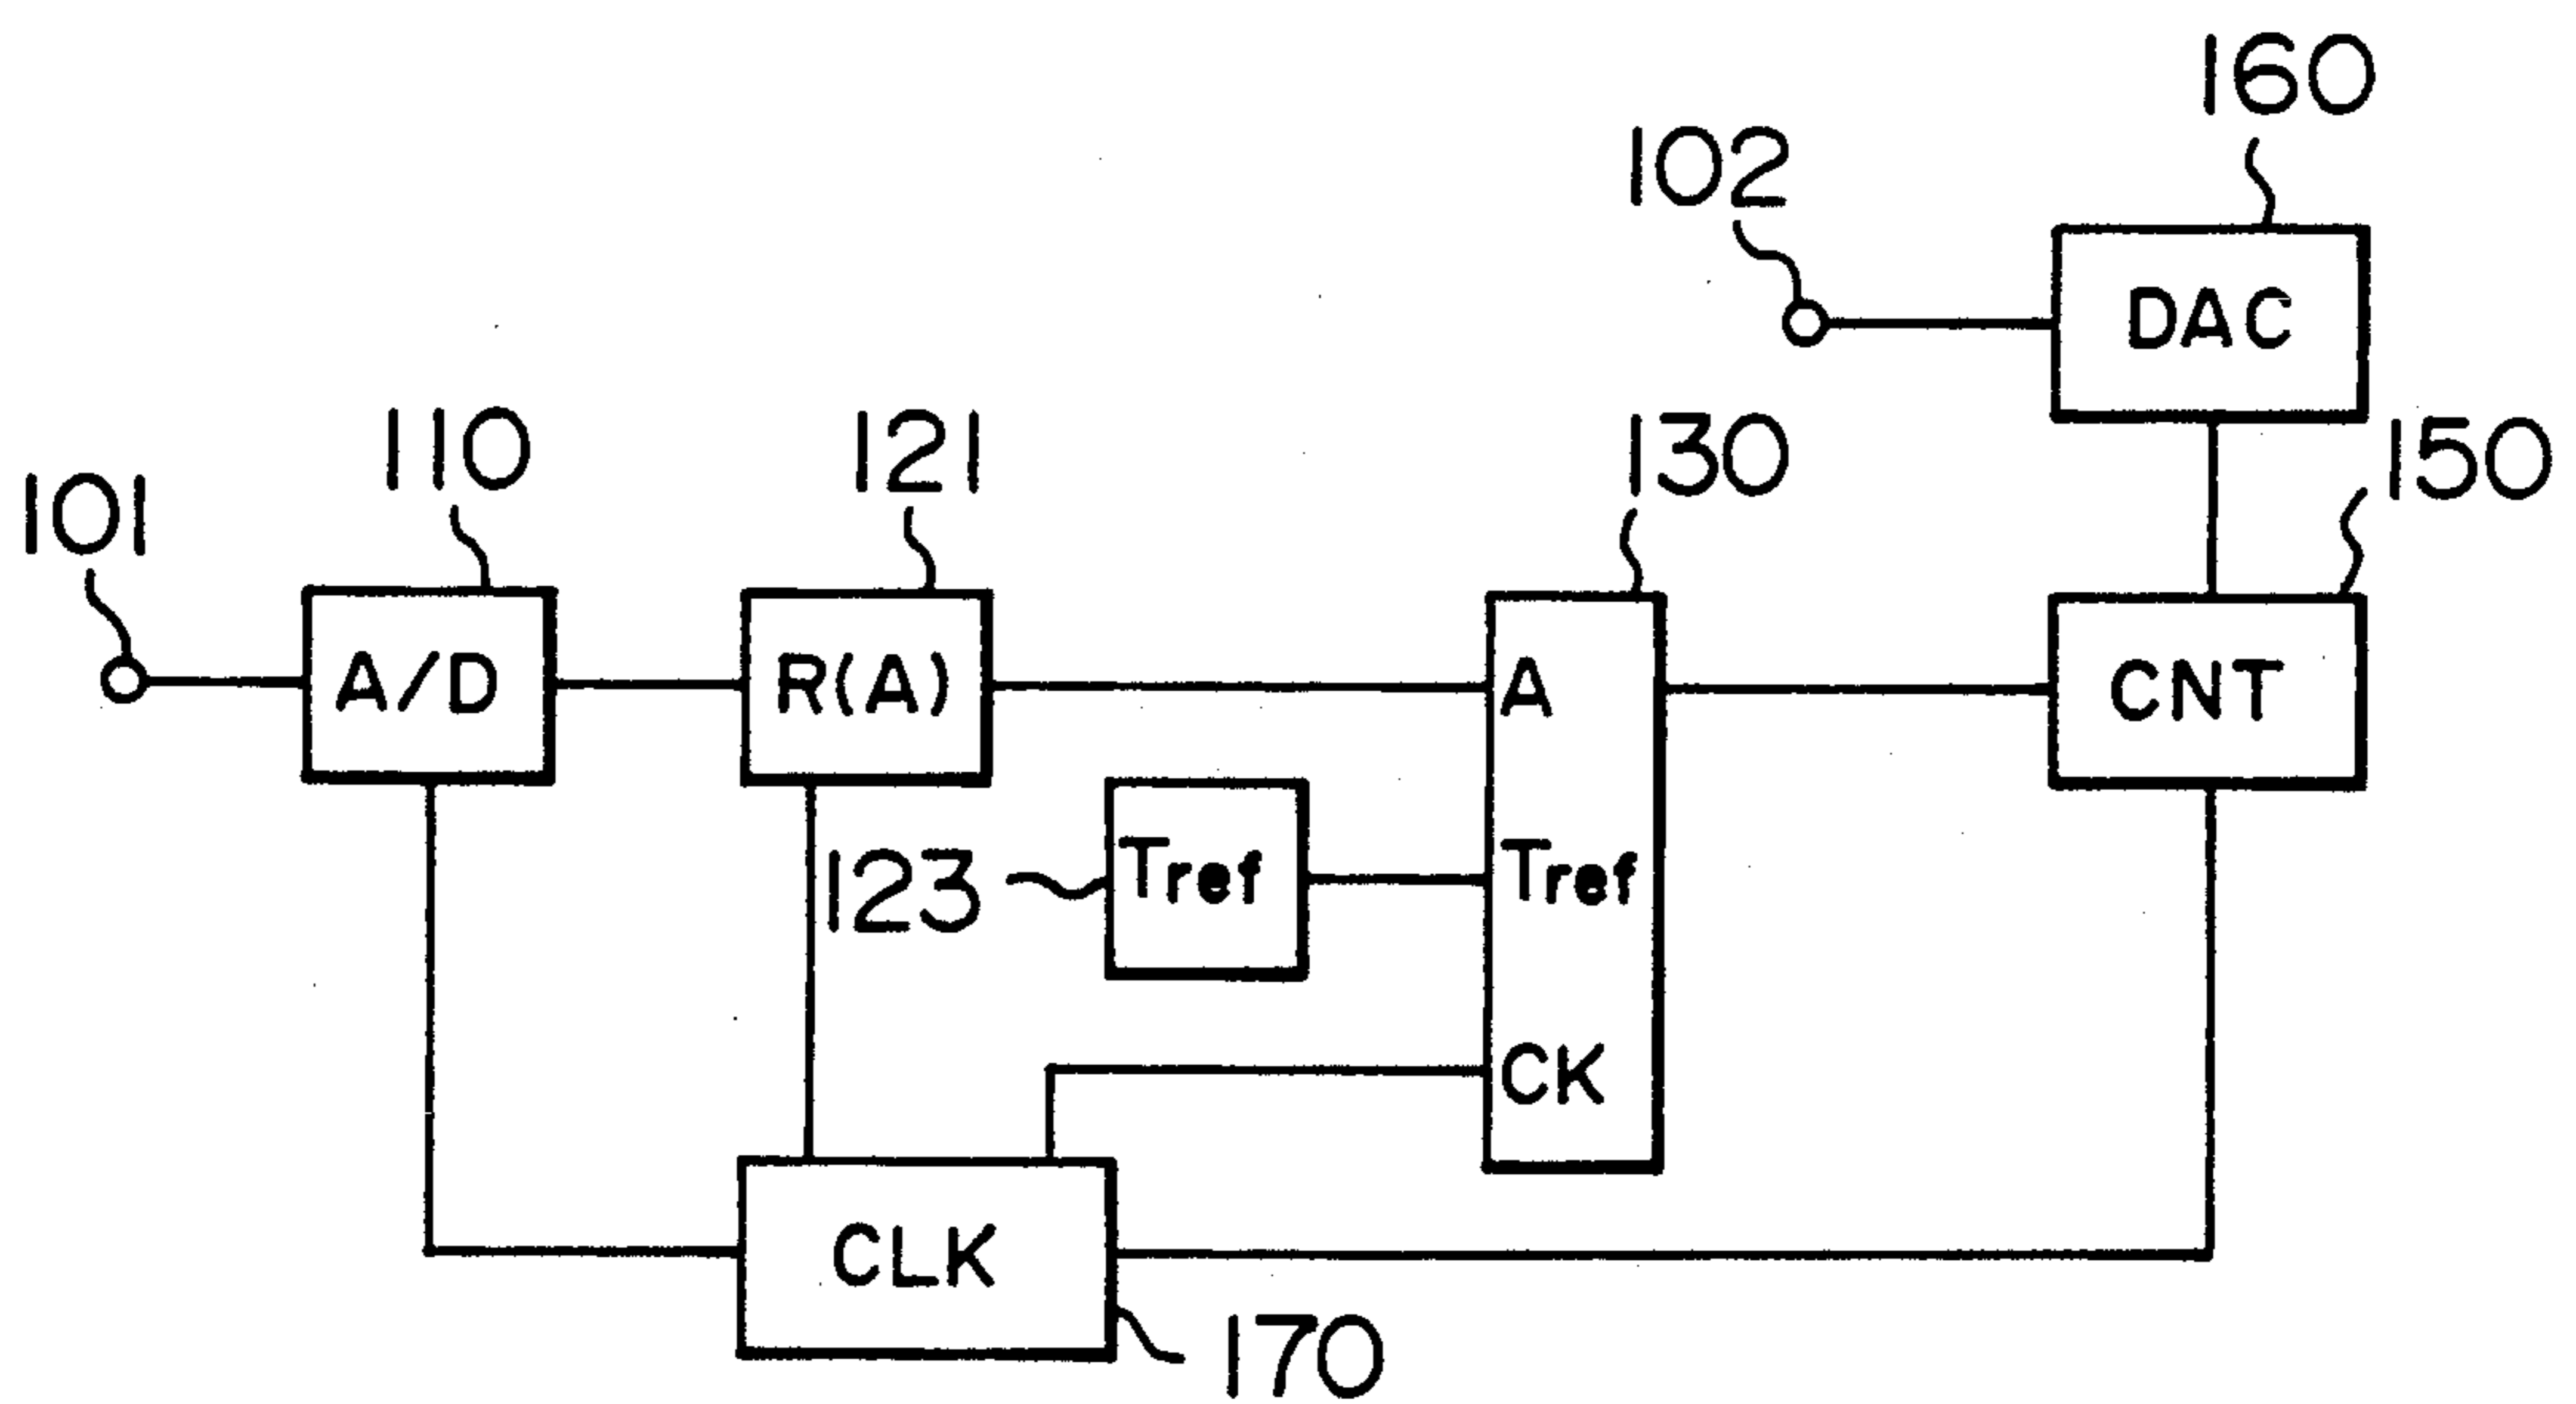 160
102
DAC
110
121
130
150
101
A/D
R(A)
A
CNT
123
Tref
Tref
CK
CLK
170